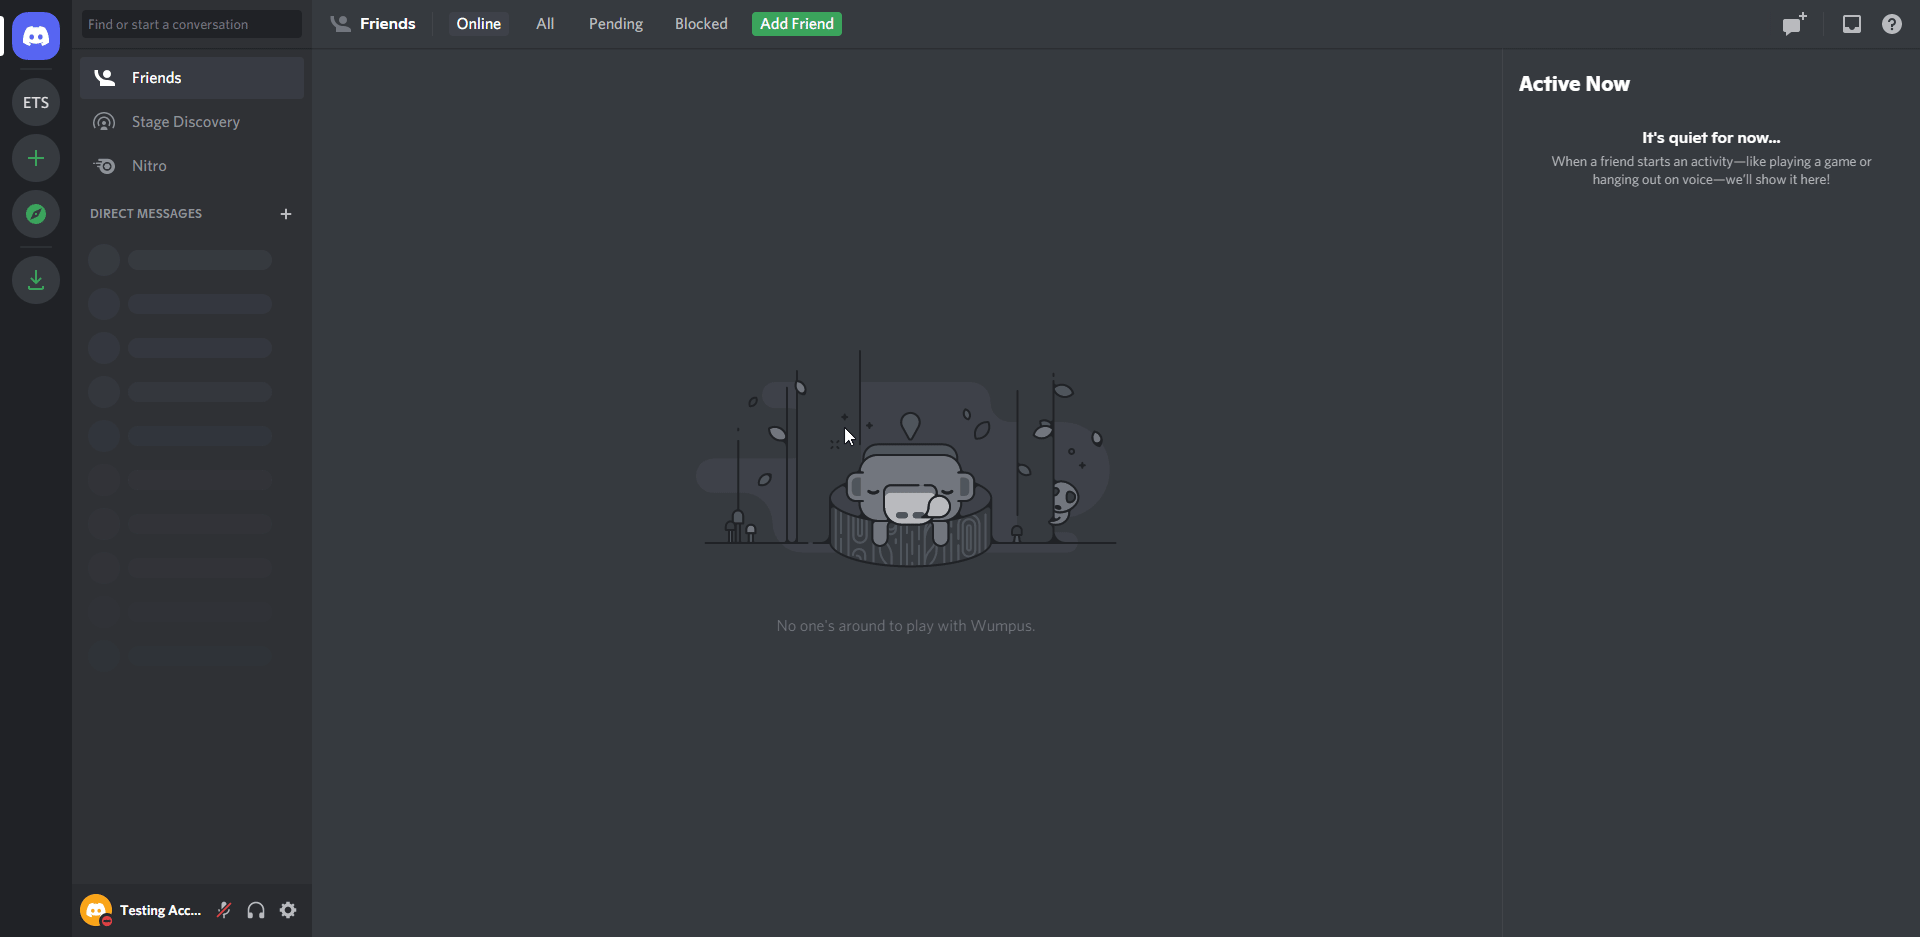 Find or start a conversation
Friends
Online
All
Pending
Blocked
Add Friend
ETS
Friends
Stage Discovery
Nitro
DIRECT MESSAGES
No one's around to play with Wumpus.
Active Now
It's quiet for now...
When a friend starts an activity—like playing a game or
hanging out on voice—we'll show it here!
Testing Acc...